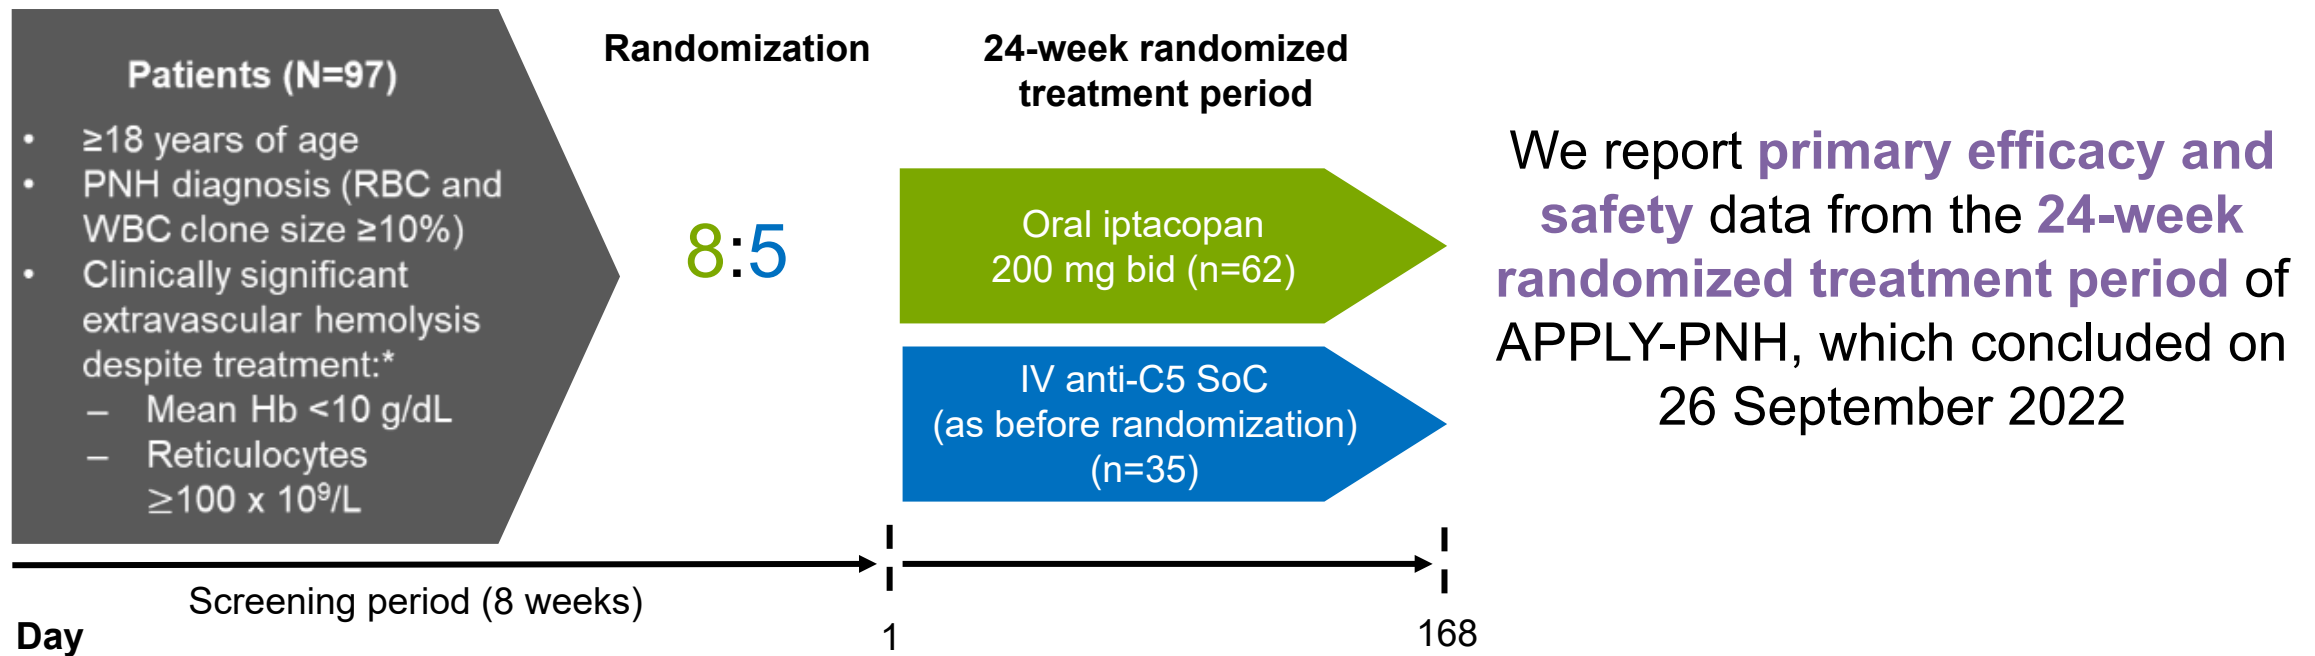 Patients (N=97)
• ≥18 years of age
• PNH diagnosis (RBC and
WBC clone size ≥10%)
• Clinically significant
extravascular hemolysis
despite treatment:*
– Mean Hb <10 g/dL
– Reticulocytes
≥100 x 10⁹/L
Randomization
8:5
24-week randomized
treatment period
Oral iptacopan
200 mg bid (n=62)
IV anti-C5 SoC
(as before randomization)
(n=35)
We report primary efficacy and
safety data from the 24-week
randomized treatment period of
APPLY-PNH, which concluded on
26 September 2022
Screening period (8 weeks)
Day
1
168